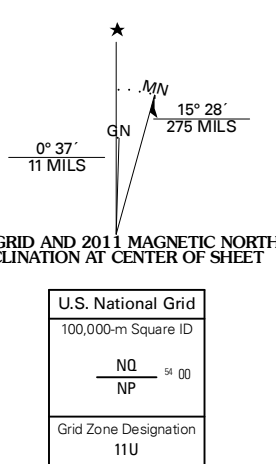 ★
MN
15° 28´
275 MILS
GN
0° 37´
11 MILS
GRID AND 2011 MAGNETIC NORTH
CLINATION AT CENTER OF SHEET
U.S. National Grid
100,000-m Square ID
NQ
54 00
NP
Grid Zone Designation
11U